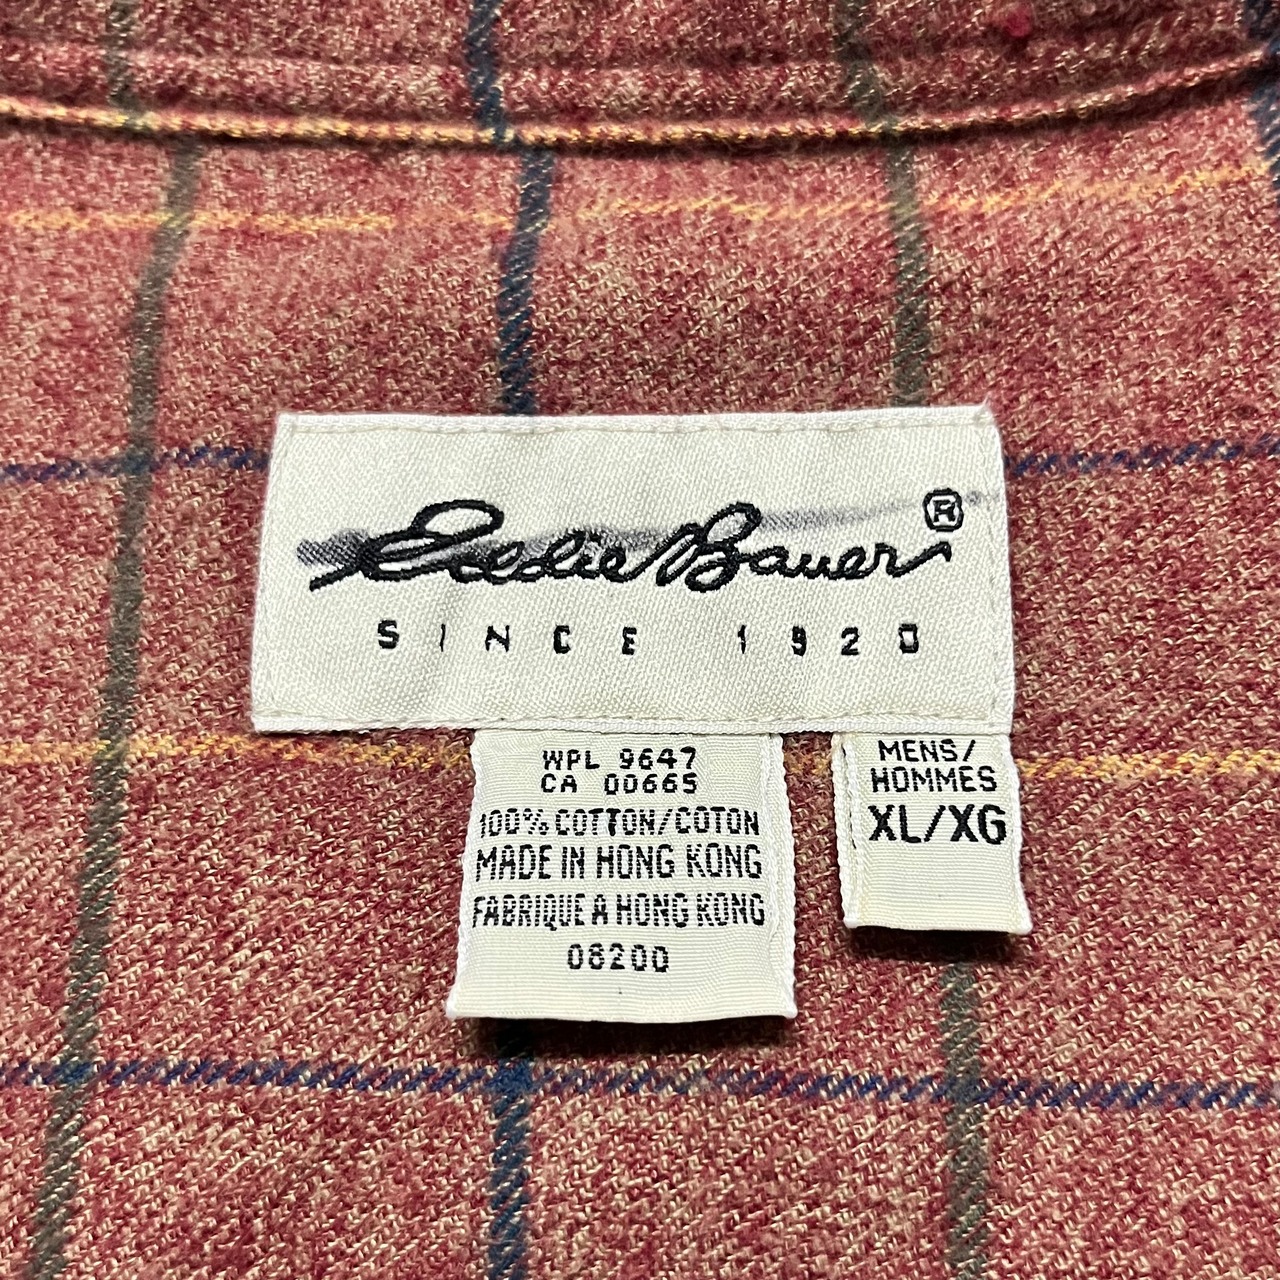 Eddie Bauer®
SINCE 1920
WPL 9647
CA 00665
100% COTTON/COTON
MADE IN HONG KONG
FABRIQUE A HONG KONG
08200
MENS/
HOMMES
XL/XG